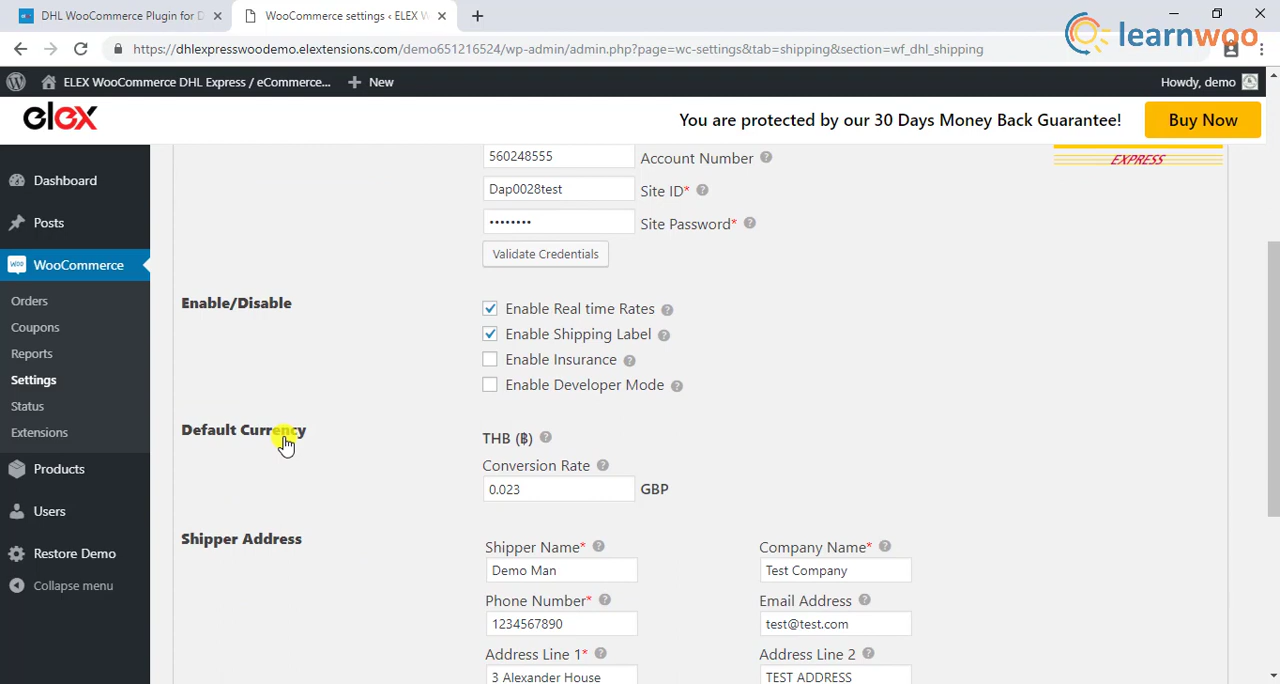 DHL WooCommerce Plugin for D
WooCommerce settings ‹ ELEX W
https://dhlexpresswoodemo.elextensions.com/demo651216524/wp-admin/admin.php?page=wc-settings&tab=shipping&section=wf_dhl_shipping
learnwoo
ELEX WooCommerce DHL Express / eCommerce...
New
Howdy, demo
elex
You are protected by our 30 Days Money Back Guarantee!
Buy Now
Dashboard
Posts
WooCommerce
Orders
Coupons
Reports
Settings
Status
Extensions
Products
Users
Restore Demo
Collapse menu
560248555 Account Number ?
EXPRESS
Dap0028test Site ID* ?
•••••••• Site Password* ?
Validate Credentials
Enable/Disable
Enable Real time Rates ?
Enable Shipping Label ?
Enable Insurance ?
Enable Developer Mode ?
Default Currency
THB (฿) ?
Conversion Rate ?
0.023 GBP
Shipper Address
Shipper Name* ? Company Name* ?
Demo Man Test Company
Phone Number* ? Email Address ?
1234567890 test@test.com
Address Line 1* ? Address Line 2 ?
3 Alexander House TEST ADDRESS